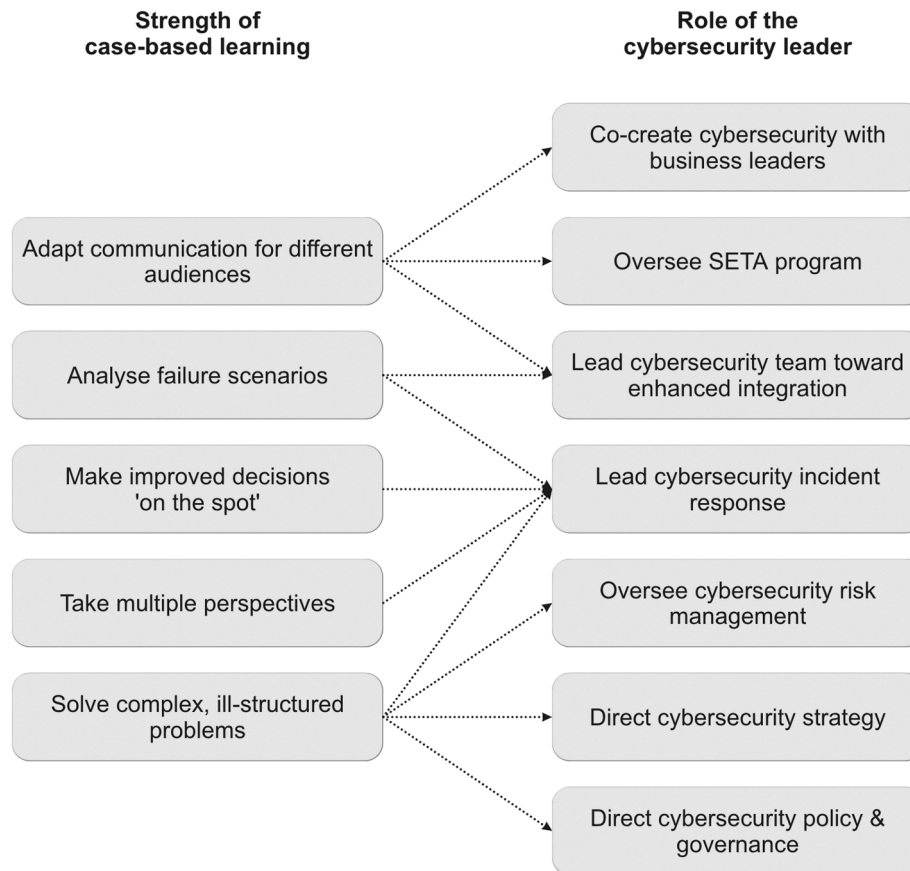 Strength of
case-based learning
Role of the
cybersecurity leader
Co-create cybersecurity with
business leaders
Adapt communication for different
audiences
Oversee SETA program
Analyse failure scenarios
Lead cybersecurity team toward
enhanced integration
Make improved decisions
'on the spot'
Lead cybersecurity incident
response
Take multiple perspectives
Oversee cybersecurity risk
management
Solve complex, ill-structured
problems
Direct cybersecurity strategy
Direct cybersecurity policy &
governance